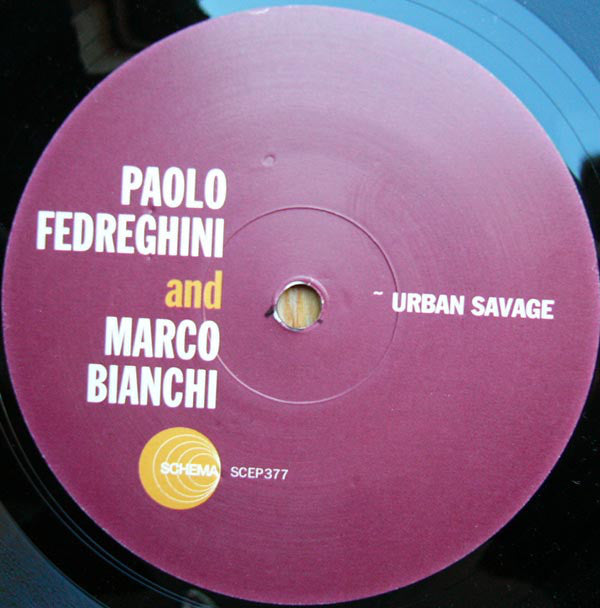 PAOLO
FEDREGHINI
and
MARCO
BIANCHI
~ URBAN SAVAGE
SCHEMA SCEP377